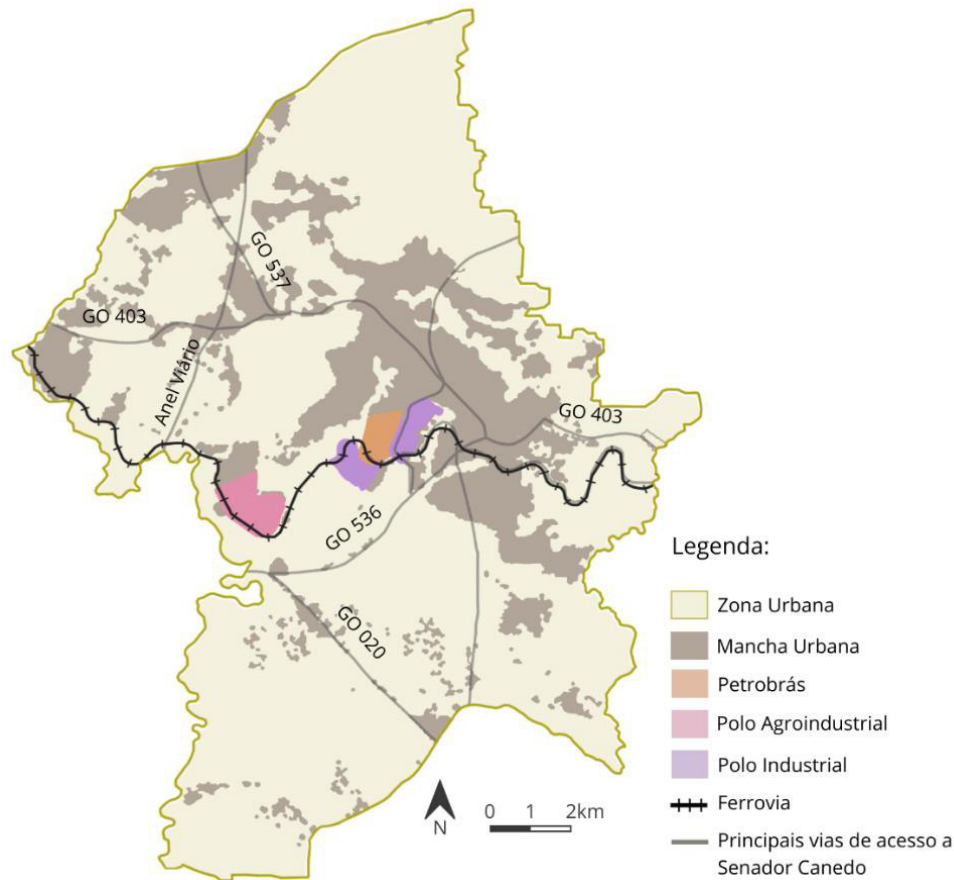 GO 537
GO 403
Anel Viário
GO 403
GO 536
GO 020
Legenda:
Zona Urbana
Mancha Urbana
Petrobrás
Polo Agroindustrial
Polo Industrial
Ferrovia
Principais vias de acesso a
Senador Canedo
N
0 1 2km